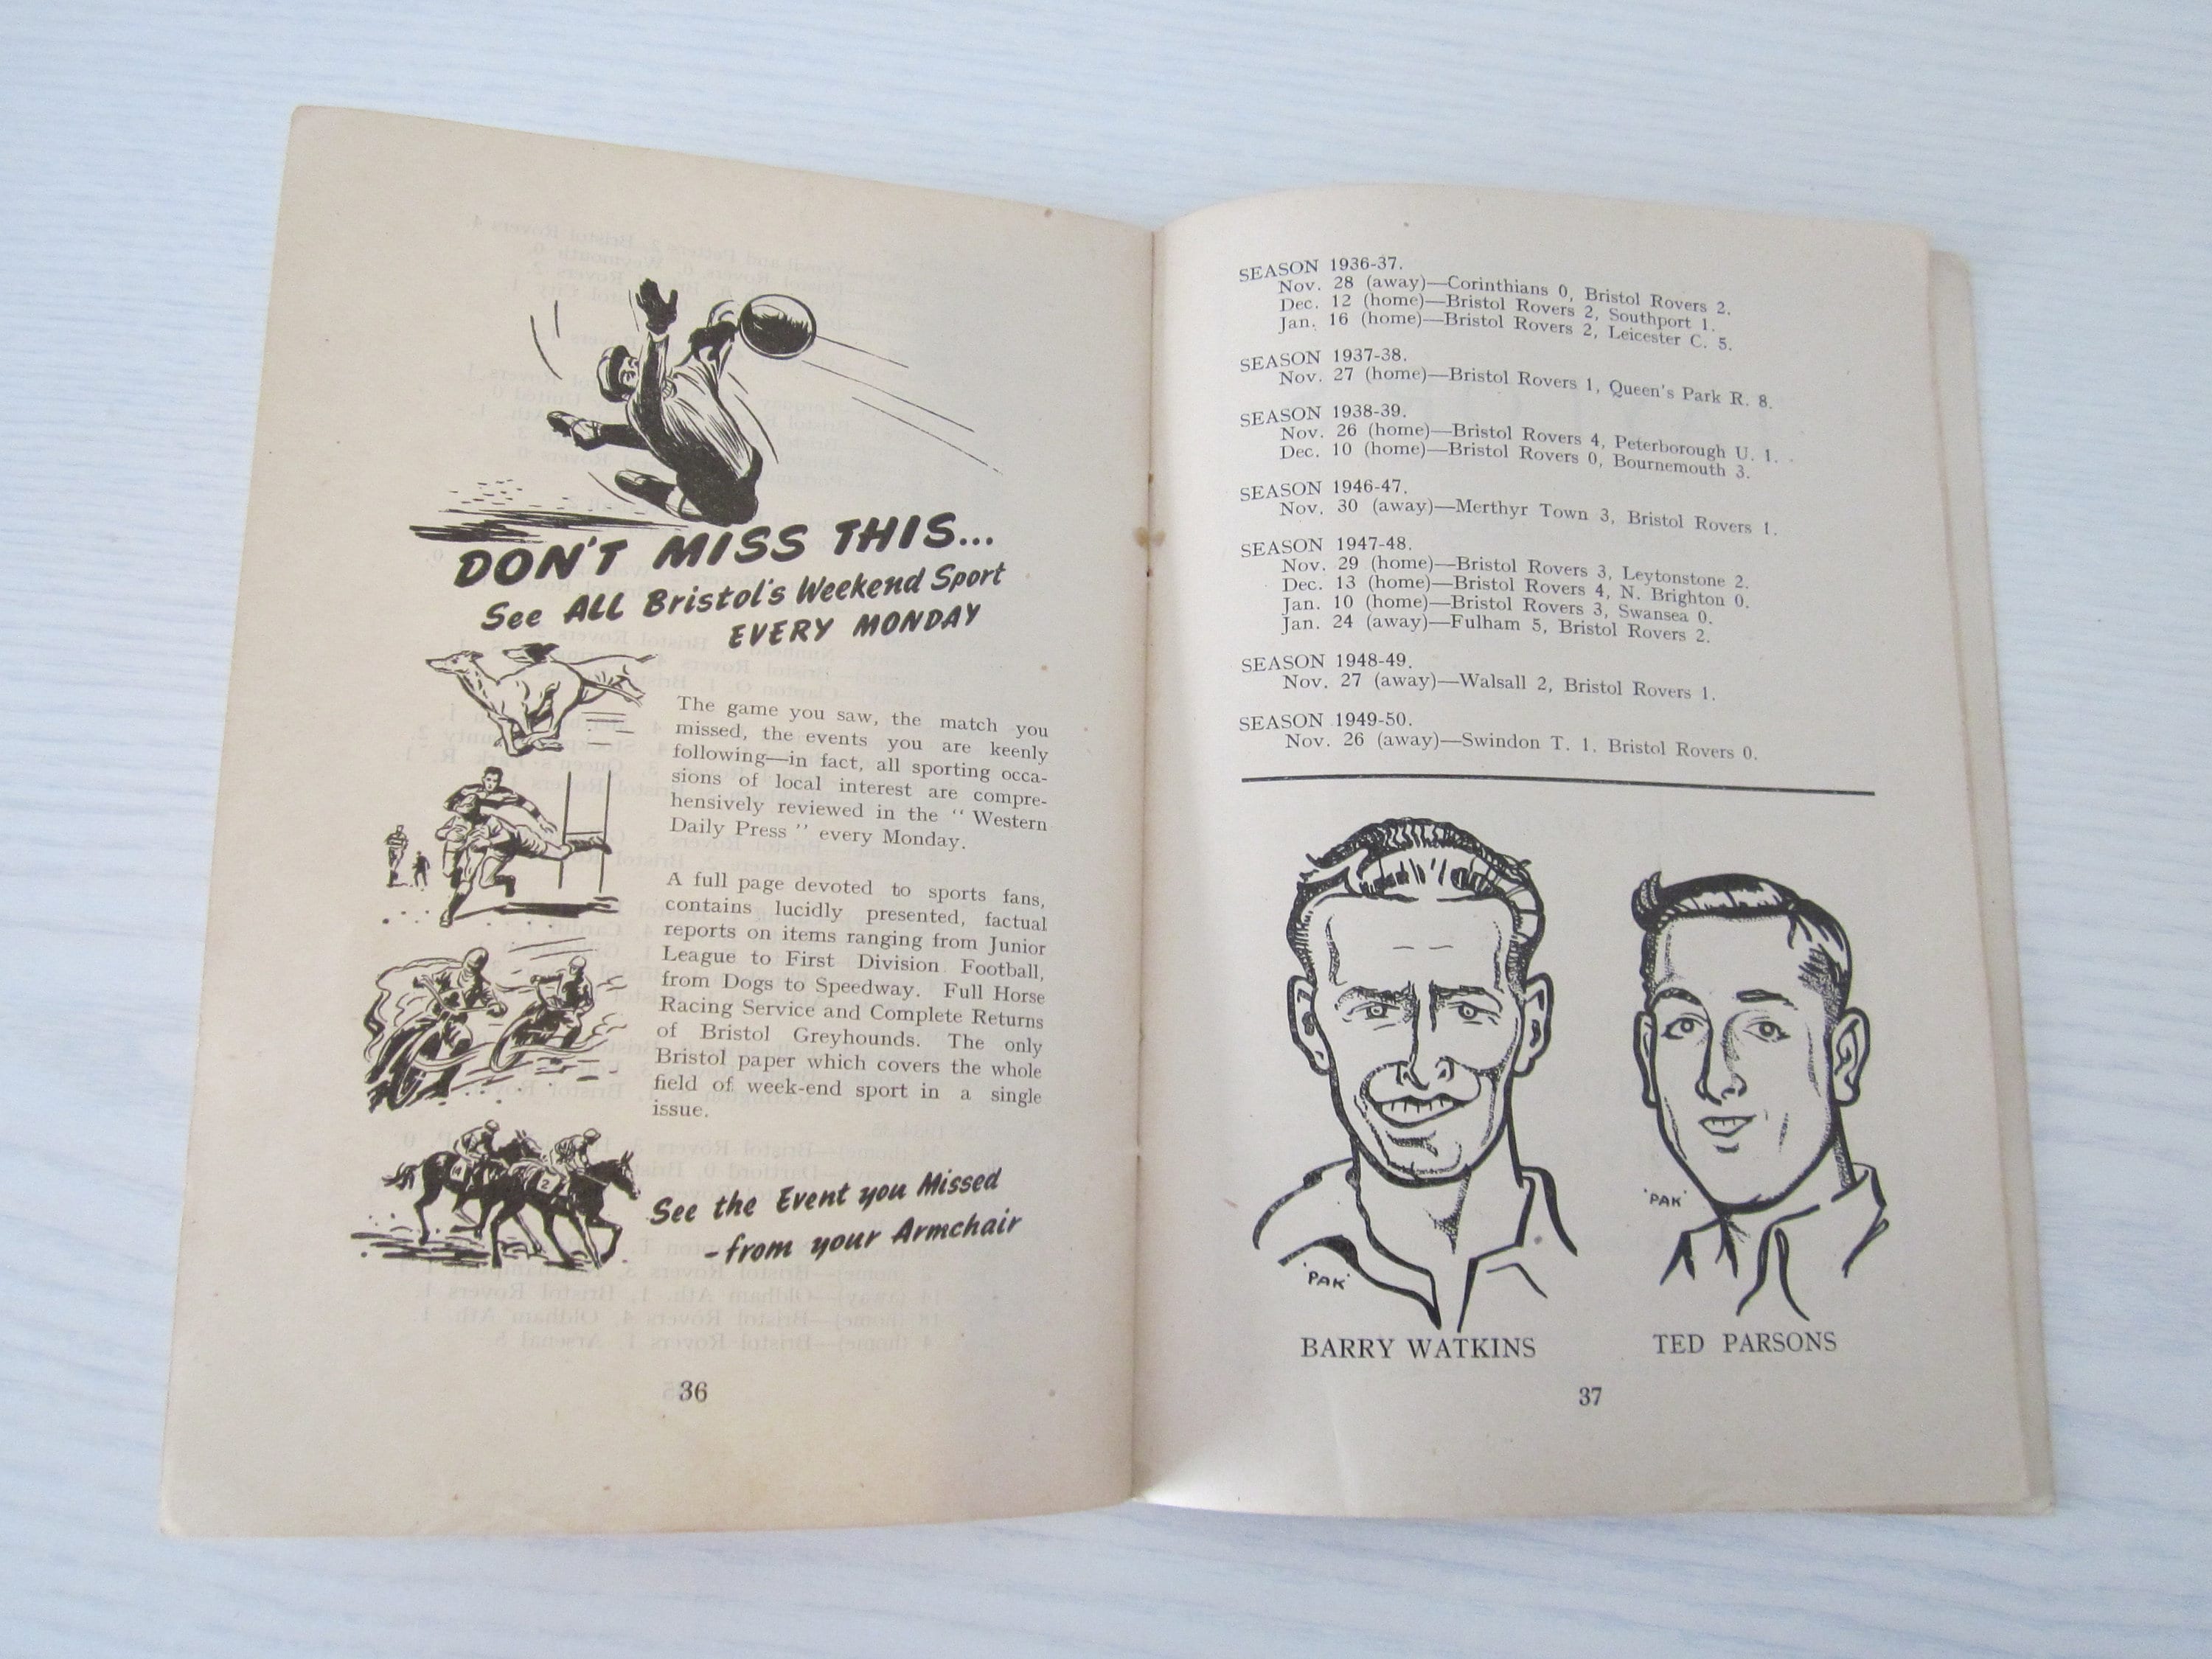 DON'T MISS THIS...
See ALL Bristol's Weekend Sport
EVERY MONDAY
The game you saw, the match you
missed, the events you are keenly
following—in fact, all sporting occa-
sions of local interest are compre-
hensively reviewed in the " Western
Daily Press " every Monday.
A full page devoted to sports fans,
contains lucidly presented, factual
reports on items ranging from Junior
League to First Division Football,
from Dogs to Speedway. Full Horse
Racing Service and Complete Returns
of Bristol Greyhounds. The only
Bristol paper which covers the whole
field of week-end sport in a single
issue.
2
See the Event you Missed
-from your Armchair
36
SEASON 1936-37.
Nov. 28 (away)—Corinthians 0, Bristol Rovers 2.
Dec. 12 (home)—Bristol Rovers 2, Southport 1.
Jan. 16 (home)—Bristol Rovers 2, Leicester C. 5.
SEASON 1937-38.
Nov. 27 (home)—Bristol Rovers 1, Queen's Park R. 8.
SEASON 1938-39.
Nov. 26 (home)—Bristol Rovers 4, Peterborough U. 1.
Dec. 10 (home)—Bristol Rovers 0, Bournemouth 3.
SEASON 1946-47.
Nov. 30 (away)—Merthyr Town 3, Bristol Rovers 1.
SEASON 1947-48.
Nov. 29 (home)—Bristol Rovers 3, Leytonstone 2.
Dec. 13 (home)—Bristol Rovers 4, N. Brighton 0.
Jan. 10 (home)—Bristol Rovers 3, Swansea 0.
Jan. 24 (away)—Fulham 5, Bristol Rovers 2.
SEASON 1948-49.
Nov. 27 (away)—Walsall 2, Bristol Rovers 1.
SEASON 1949-50.
Nov. 26 (away)—Swindon T. 1, Bristol Rovers 0.
'PAK'
'PAK'
BARRY WATKINS
TED PARSONS
37